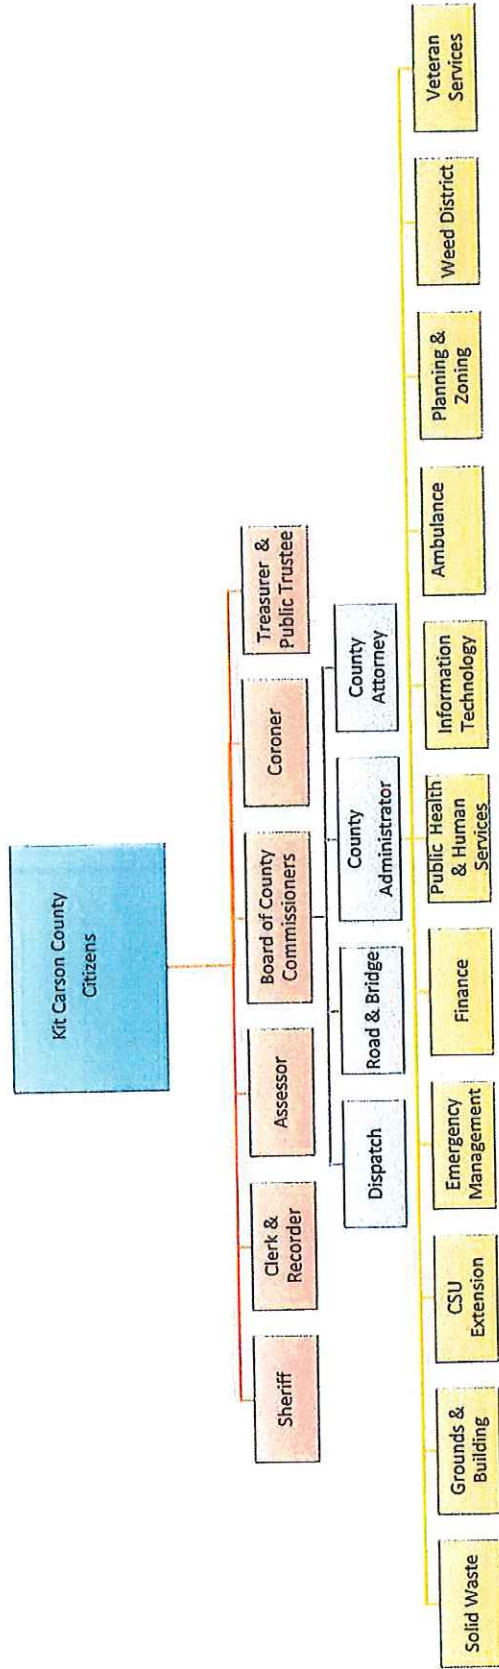 Kit Carson County
Citizens
Sheriff
Clerk &
Recorder
Assessor
Board of County
Commissioners
Coroner
Treasurer &
Public Trustee
Dispatch
Road & Bridge
County
Administrator
County
Attorney
Solid Waste
Grounds &
Building
CSU
Extension
Emergency
Management
Finance
Public Health
& Human
Services
Information
Technology
Ambulance
Planning &
Zoning
Weed District
Veteran
Services